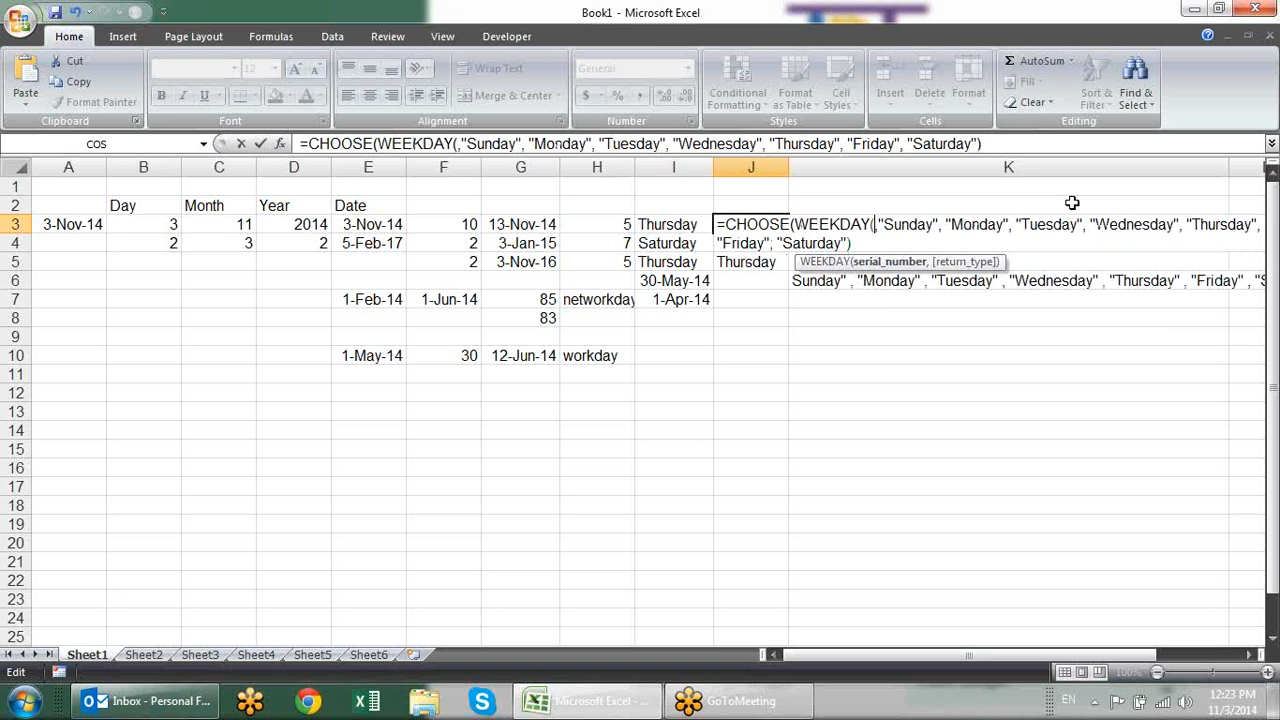 Book1 - Microsoft Excel
Home Insert Page Layout Formulas Data Review View Developer
Paste Cut Copy Format Painter
12 Wrap Text Merge & Center
General
Conditional Formatting Format as Table Cell Styles
Insert Delete Format
AutoSum Fill Clear Sort & Filter Find & Select
Clipboard Font Alignment Number Styles Cells Editing
COS =CHOOSE(WEEKDAY(,"Sunday", "Monday", "Tuesday", "Wednesday", "Thursday", "Friday", "Saturday")
A B C D E F G H I J K
1
2 Day Month Year Date
3 3-Nov-14 3 11 2014 3-Nov-14 10 13-Nov-14 5 Thursday =CHOOSE(WEEKDAY(,"Sunday", "Monday", "Tuesday", "Wednesday", "Thursday",
4 2 3 2 5-Feb-17 2 3-Jan-15 7 Saturday "Friday", "Saturday")
5 2 3-Nov-16 5 Thursday Thursday WEEKDAY(serial_number, [return_type])
6 30-May-14 Sunday" , "Monday" , "Tuesday" , "Wednesday" , "Thursday" , "Friday" , "S
7 1-Feb-14 1-Jun-14 85 networkday 1-Apr-14
8 83
9
10 1-May-14 30 12-Jun-14 workday
11
12
13
14
15
16
17
18
19
20
21
22
23
24
25
Sheet1 Sheet2 Sheet3 Sheet4 Sheet5 Sheet6
Edit 100%
Inbox - Personal F... Microsoft Excel - ... GoToMeeting EN 12:23 PM
11/3/2014